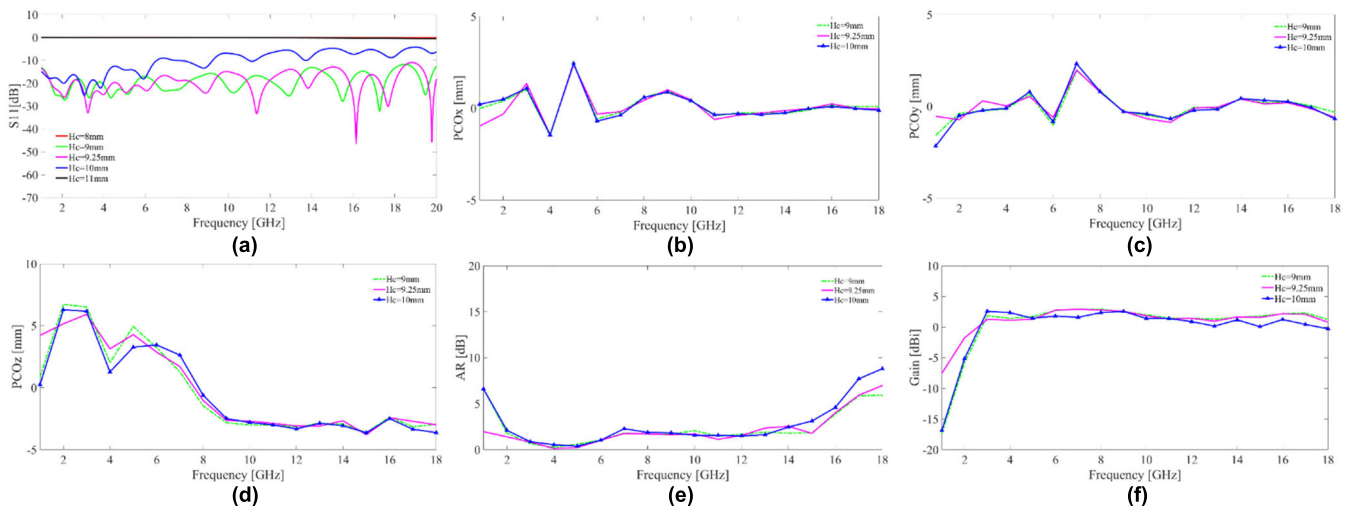 10
0
-10
-20
-30
-40
-50
-60
-70
S11[dB]
Hc=8mm
Hc=9mm
Hc=9.25mm
Hc=10mm
Hc=11mm
2 4 6 8 10 12 14 16 18 20
Frequency [GHz]
(a)
5
0
-5
PCOx [mm]
Hc=9mm
Hc=9.25mm
Hc=10mm
2 4 6 8 10 12 14 16 18
Frequency [GHz]
(b)
5
0
-5
PCOy [mm]
Hc=9mm
Hc=9.25mm
Hc=10mm
2 4 6 8 10 12 14 16 18
Frequency [GHz]
(c)
10
5
0
-5
PCOz [mm]
Hc=9mm
Hc=9.25mm
Hc=10mm
2 4 6 8 10 12 14 16 18
Frequency [GHz]
(d)
20
15
10
5
0
AR [dB]
Hc=9mm
Hc=9.25mm
Hc=10mm
2 4 6 8 10 12 14 16 18
Frequency [GHz]
(e)
10
5
0
-5
-10
-15
-20
Gain [dBi]
Hc=9mm
Hc=9.25mm
Hc=10mm
2 4 6 8 10 12 14 16 18
Frequency [GHz]
(f)